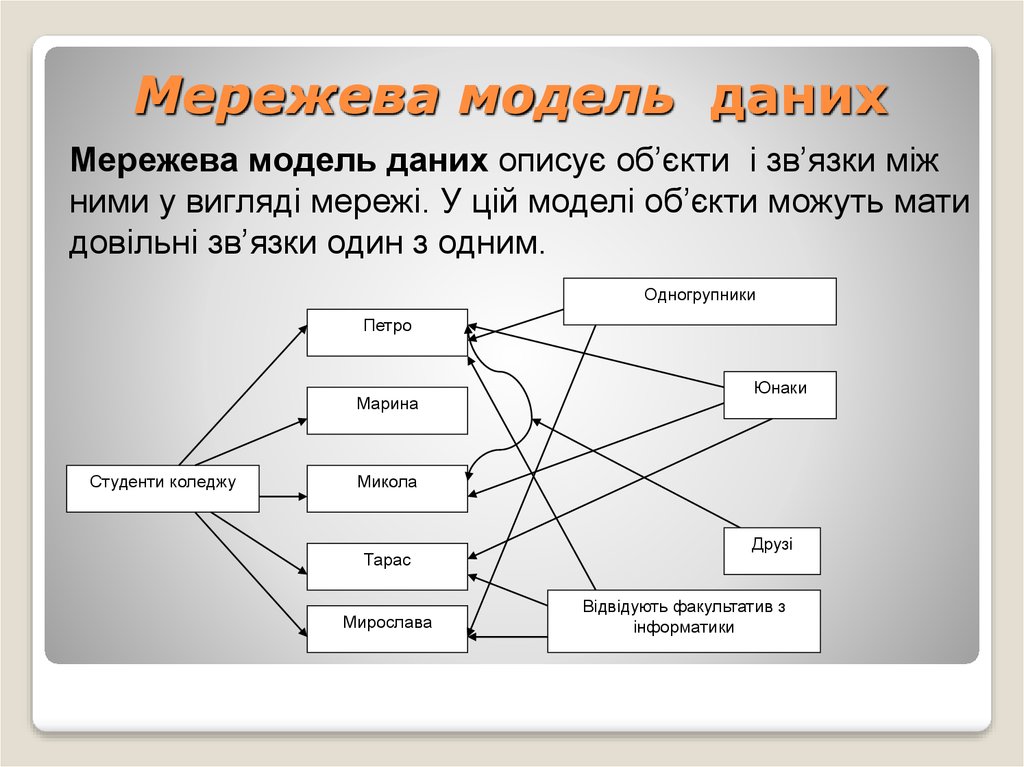 Мережева модель даних
Мережева модель даних описує об’єкти і зв’язки між
ними у вигляді мережі. У цій моделі об’єкти можуть мати
довільні зв’язки один з одним.
Одногрупники
Петро
Юнаки
Марина
Студенти коледжу
Микола
Друзі
Тарас
Відвідують факультатив з
інформатики
Мирослава